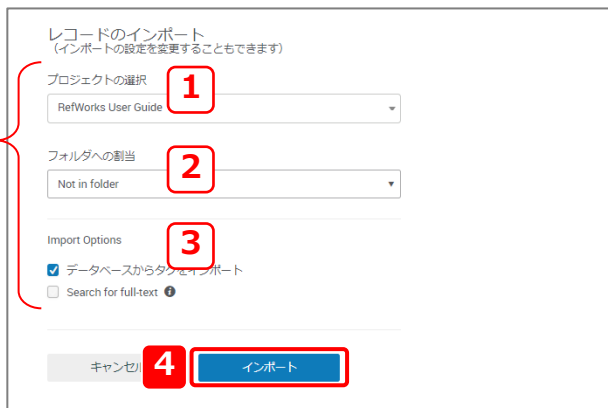 レコードのインポート
（インポートの設定を変更することもできます）
プロジェクトの選択
1
RefWorks User Guide
フォルダへの割当
2
Not in folder
Import Options
3
データベースからタグをインポート
Search for full-text
キャンセル
4
インポート